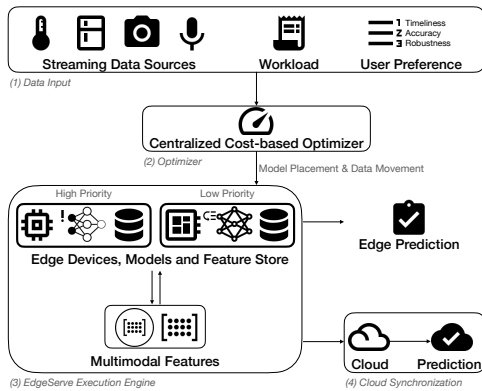 1 Timeliness
2 Accuracy
3 Robustness
Streaming Data Sources
Workload
User Preference
(1) Data Input
Centralized Cost-based Optimizer
(2) Optimizer
Model Placement & Data Movement
High Priority
Low Priority
!
Edge Devices, Models and Feature Store
Edge Prediction
Multimodal Features
Cloud
Prediction
(3) EdgeServe Execution Engine
(4) Cloud Synchronization